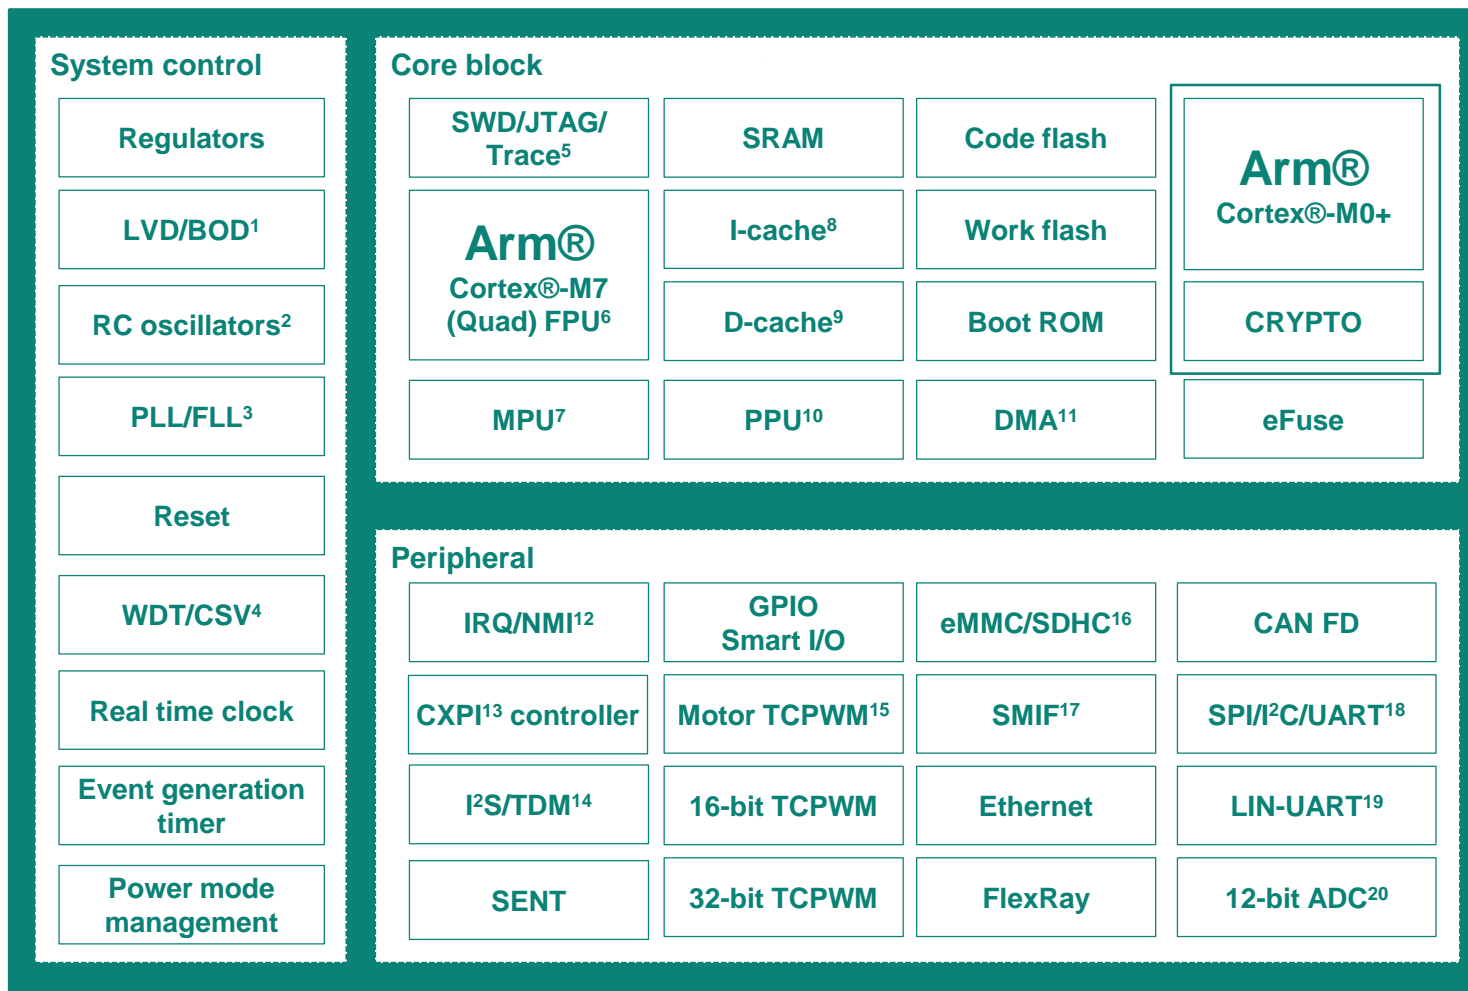 System control
Regulators
LVD/BOD¹
RC oscillators²
PLL/FLL³
Reset
WDT/CSV⁴
Real time clock
Event generation
timer
Power mode
management
Core block
SWD/JTAG/
Trace⁵
SRAM
Code flash
Arm®
Cortex®-M0+
Arm®
Cortex®-M7
(Quad) FPU⁶
I-cache⁸
Work flash
D-cache⁹
Boot ROM
CRYPTO
MPU⁷
PPU¹⁰
DMA¹¹
eFuse
Peripheral
IRQ/NMI¹²
GPIO
Smart I/O
eMMC/SDHC¹⁶
CAN FD
CXPI¹³ controller
Motor TCPWM¹⁵
SMIF¹⁷
SPI/I²C/UART¹⁸
I²S/TDM¹⁴
16-bit TCPWM
Ethernet
LIN-UART¹⁹
SENT
32-bit TCPWM
FlexRay
12-bit ADC²⁰